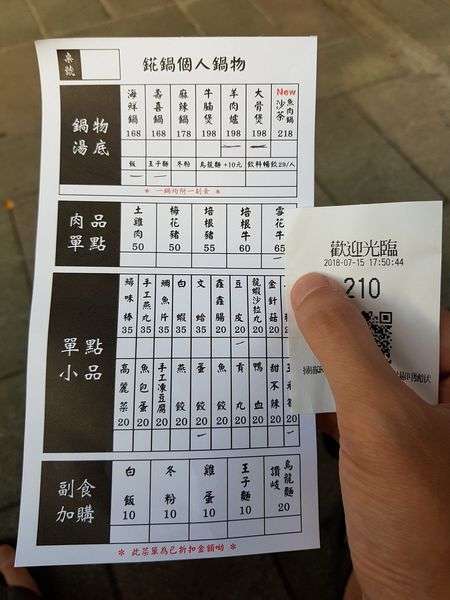 桌號
錵鍋個人鍋物
鍋物湯底
海鮮鍋 168
壽喜鍋 168
麻辣鍋 178
牛腩煲 198
羊肉爐 198
大骨煲 198
New 沙茶魚肉鍋 218
飯 王子麵 冬粉 烏龍麵+10元 飲料暢飲29/人
* 一鍋均附一副食 *
肉品單點
土雞肉 50
梅花豬 50
培根豬 55
培根牛 60
雪花牛 65
單點小品
味棒 35
手工燕丸 35
鯛魚片 35
白蝦 35
文蛤 35
鑫鑫腸 20
豆皮 20
龍蝦沙拉丸 20
金針菇 20
高麗菜 20
魚包蛋 20
手工凍豆腐 20
燕餃 20
蛋餃 20
魚餃 20
貢丸 20
鴨血 20
甜不辣 20
20
副食加購
白飯 10
冬粉 10
雞蛋 10
王子麵 10
讚岐烏龍麵 20
* 此菜單為已折扣金額喲 *
歡迎光臨
2018-07-15 17:50:44
210